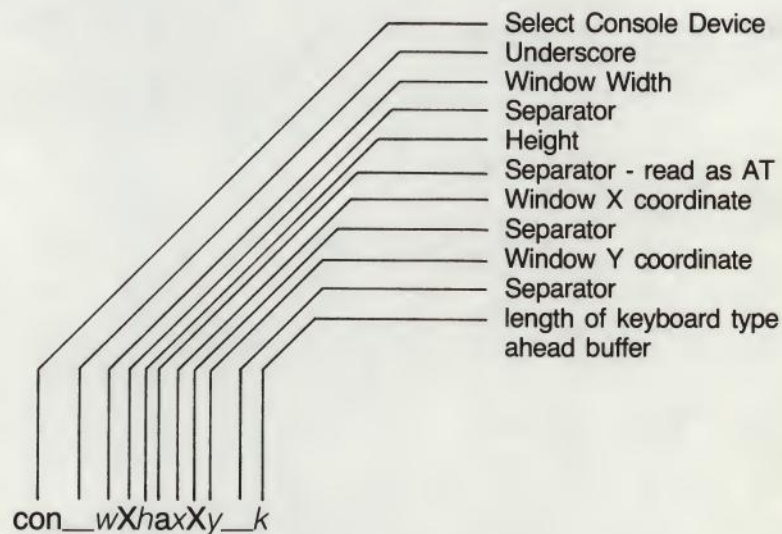 Select Console Device
Underscore
Window Width
Separator
Height
Separator - read as AT
Window X coordinate
Separator
Window Y coordinate
Separator
length of keyboard type
ahead buffer
con__wXhaxXy__k